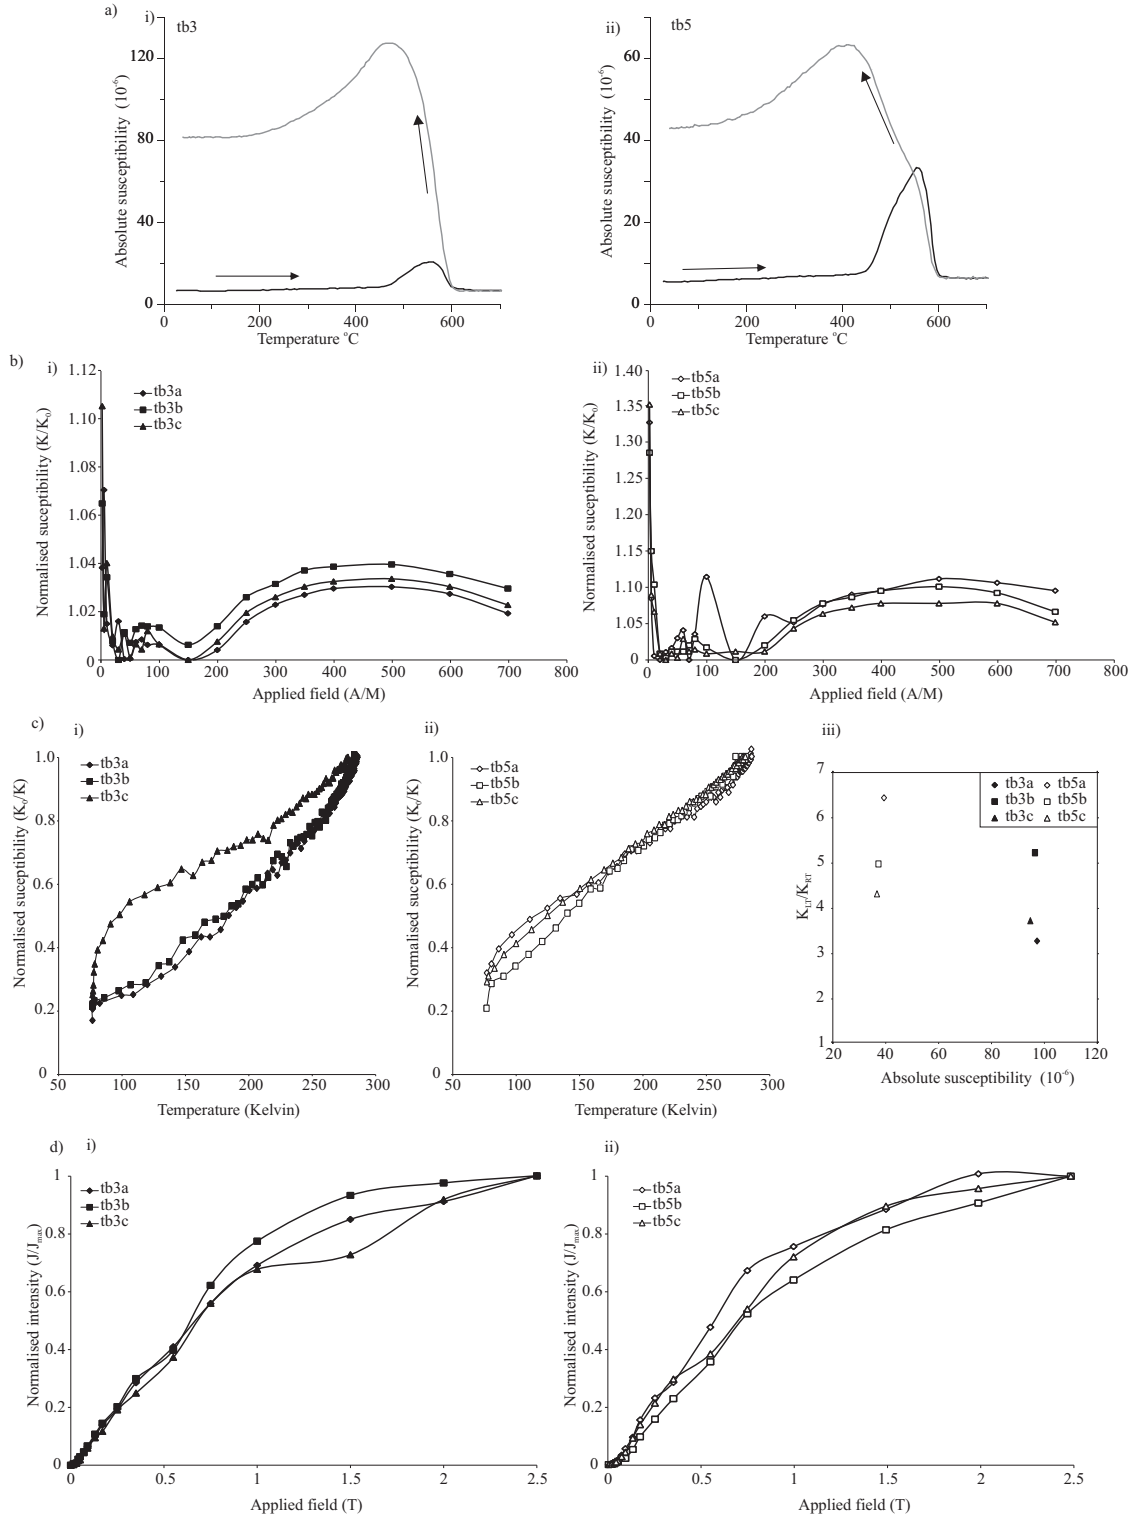 a)
i)
tb3
ii)
tb5
Absolute susceptibility (10⁻⁶)
120
80
40
0
0
200
400
600
Temperature °C
Absolute susceptibility (10⁻⁶)
60
40
20
0
0
200
400
600
Temperature °C
b)
i)
tb3a
tb3b
tb3c
Normalised suceptibility (K/K₀)
1.12
1.10
1.08
1.06
1.04
1.02
0
0
100
200
300
400
500
600
700
800
Applied field (A/M)
ii)
tb5a
tb5b
tb5c
Normalised susceptibility (K/K₀)
1.40
1.35
1.30
1.25
1.20
1.15
1.10
1.05
0
0
100
200
300
400
500
600
700
800
Applied field (A/M)
c)
i)
tb3a
tb3b
tb3c
Normalised suceptibility (K₀/K)
1.0
0.8
0.6
0.4
0.2
0
50
100
150
200
250
300
Temperature (Kelvin)
ii)
tb5a
tb5b
tb5c
Normalised suceptibility (K₀/K)
1.0
0.8
0.6
0.4
0.2
0
50
100
150
200
250
300
Temperature (Kelvin)
iii)
tb3a tb5a
tb3b tb5b
tb3c tb5c
K_LT/K_RT
7
6
5
4
3
2
1
20
40
60
80
100
120
Absolute susceptibility (10⁻⁶)
d)
i)
tb3a
tb3b
tb3c
Normalised intensity (J/Jmax)
1
0.8
0.6
0.4
0.2
0
0
0.5
1
1.5
2
2.5
Applied field (T)
ii)
tb5a
tb5b
tb5c
Normalised intensity (J/Jmax)
1
0.8
0.6
0.4
0.2
0
0
0.5
1
1.5
2
2.5
Applied field (T)